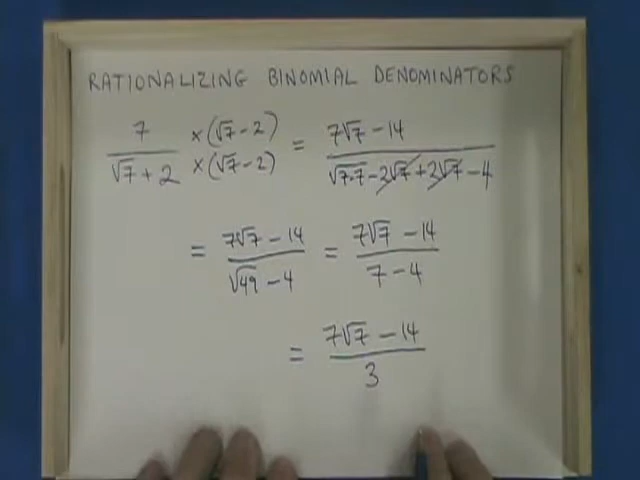 RATIONALIZING BINOMIAL DENOMINATORS
7 ×(√7 - 2) = 7√7 - 14
√7 + 2 ×(√7 - 2) √7·7 - 2√7 + 2√7 - 4
= 7√7 - 14 = 7√7 - 14
√49 - 4 7 - 4
= 7√7 - 14
3